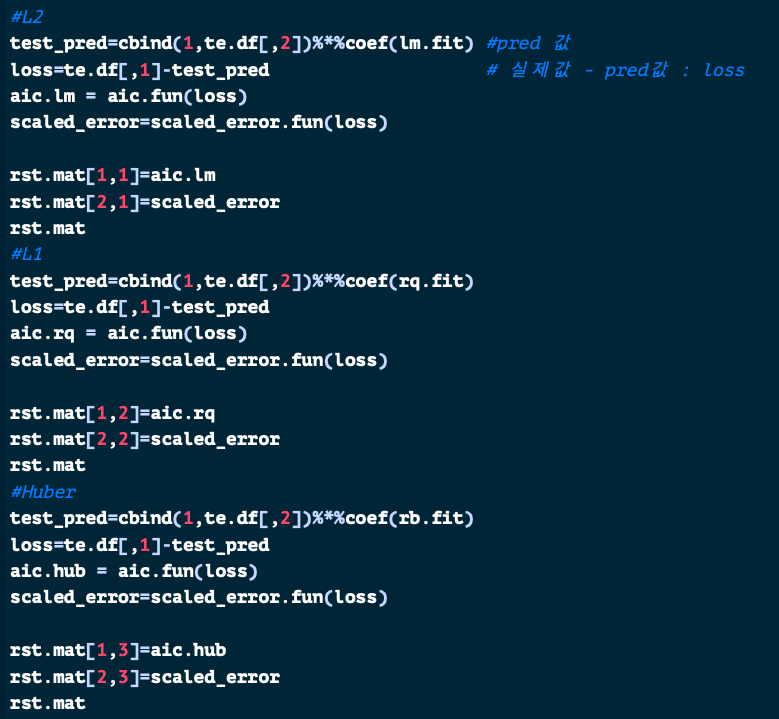 #L2
test_pred=cbind(1,te.df[,2])%*%coef(lm.fit) #pred 값
loss=te.df[,1]-test_pred # 실제값 - pred값 : loss
aic.lm = aic.fun(loss)
scaled_error=scaled_error.fun(loss)
rst.mat[1,1]=aic.lm
rst.mat[2,1]=scaled_error
rst.mat
#L1
test_pred=cbind(1,te.df[,2])%*%coef(rq.fit)
loss=te.df[,1]-test_pred
aic.rq = aic.fun(loss)
scaled_error=scaled_error.fun(loss)
rst.mat[1,2]=aic.rq
rst.mat[2,2]=scaled_error
rst.mat
#Huber
test_pred=cbind(1,te.df[,2])%*%coef(rb.fit)
loss=te.df[,1]-test_pred
aic.hub = aic.fun(loss)
scaled_error=scaled_error.fun(loss)
rst.mat[1,3]=aic.hub
rst.mat[2,3]=scaled_error
rst.mat